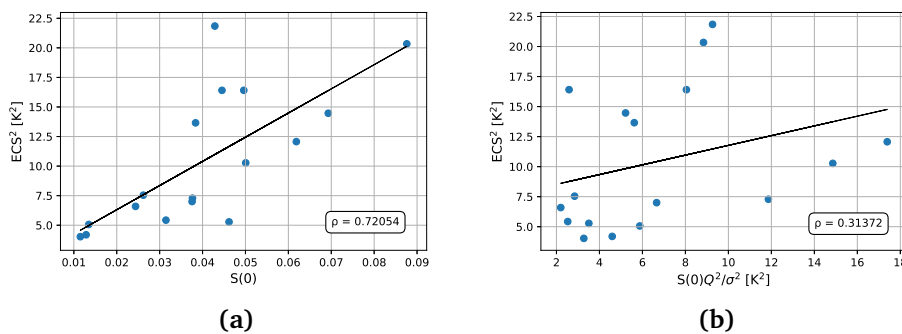 22.5
20.0
17.5
15.0
12.5
10.0
7.5
5.0
ECS² [K²]
0.01 0.02 0.03 0.04 0.05 0.06 0.07 0.08 0.09
S(0)
ρ = 0.72054
(a)
22.5
20.0
17.5
15.0
12.5
10.0
7.5
5.0
ECS² [K²]
2 4 6 8 10 12 14 16 18
S(0)Q²/σ² [K²]
ρ = 0.31372
(b)